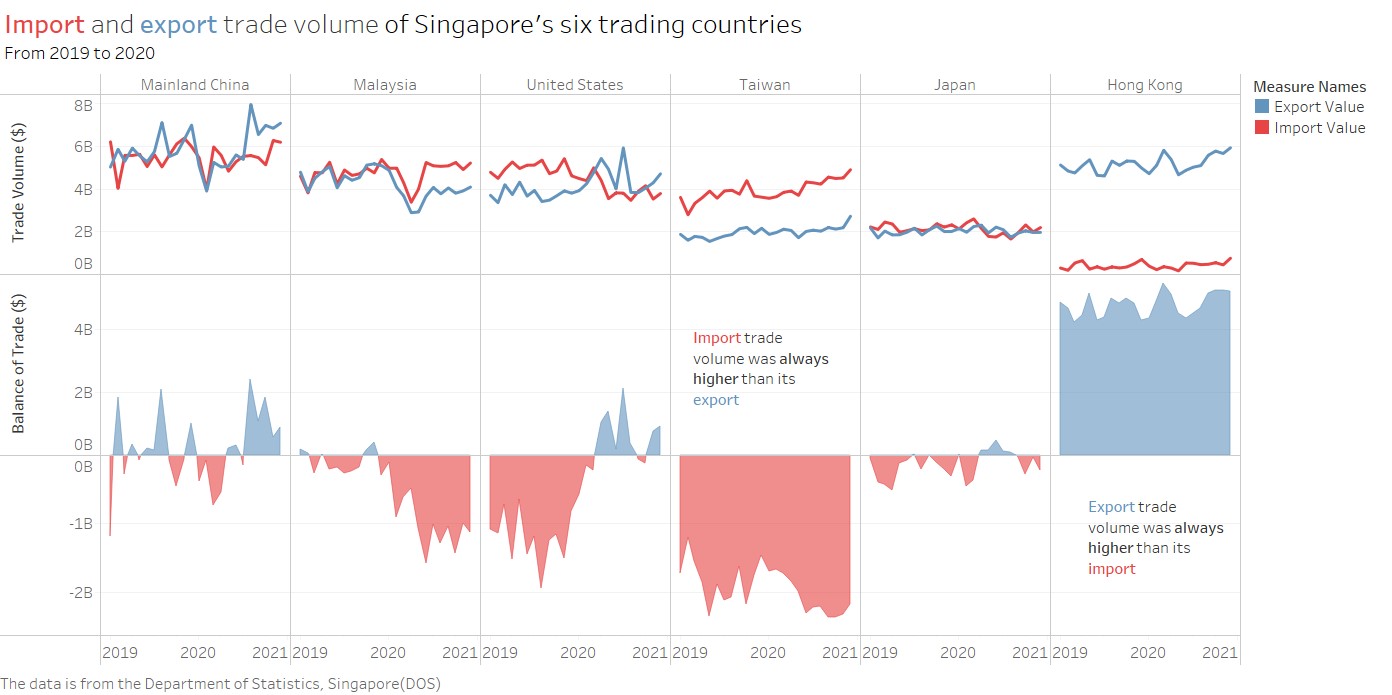 Import and export trade volume of Singapore's six trading countries
From 2019 to 2020
Mainland China
Malaysia
United States
Taiwan
Japan
Hong Kong
Measure Names
Export Value
Import Value
Trade Volume ($)
8B
6B
4B
2B
0B
Balance of Trade ($)
4B
2B
0B
0B
-1B
-2B
Import trade
volume was always
higher than its
export
Export trade
volume was always
higher than its
import
2019 2020 2021
2019 2020 2021
2019 2020 2021
2019 2020 2021
2019 2020 2021
2019 2020 2021
The data is from the Department of Statistics, Singapore(DOS)